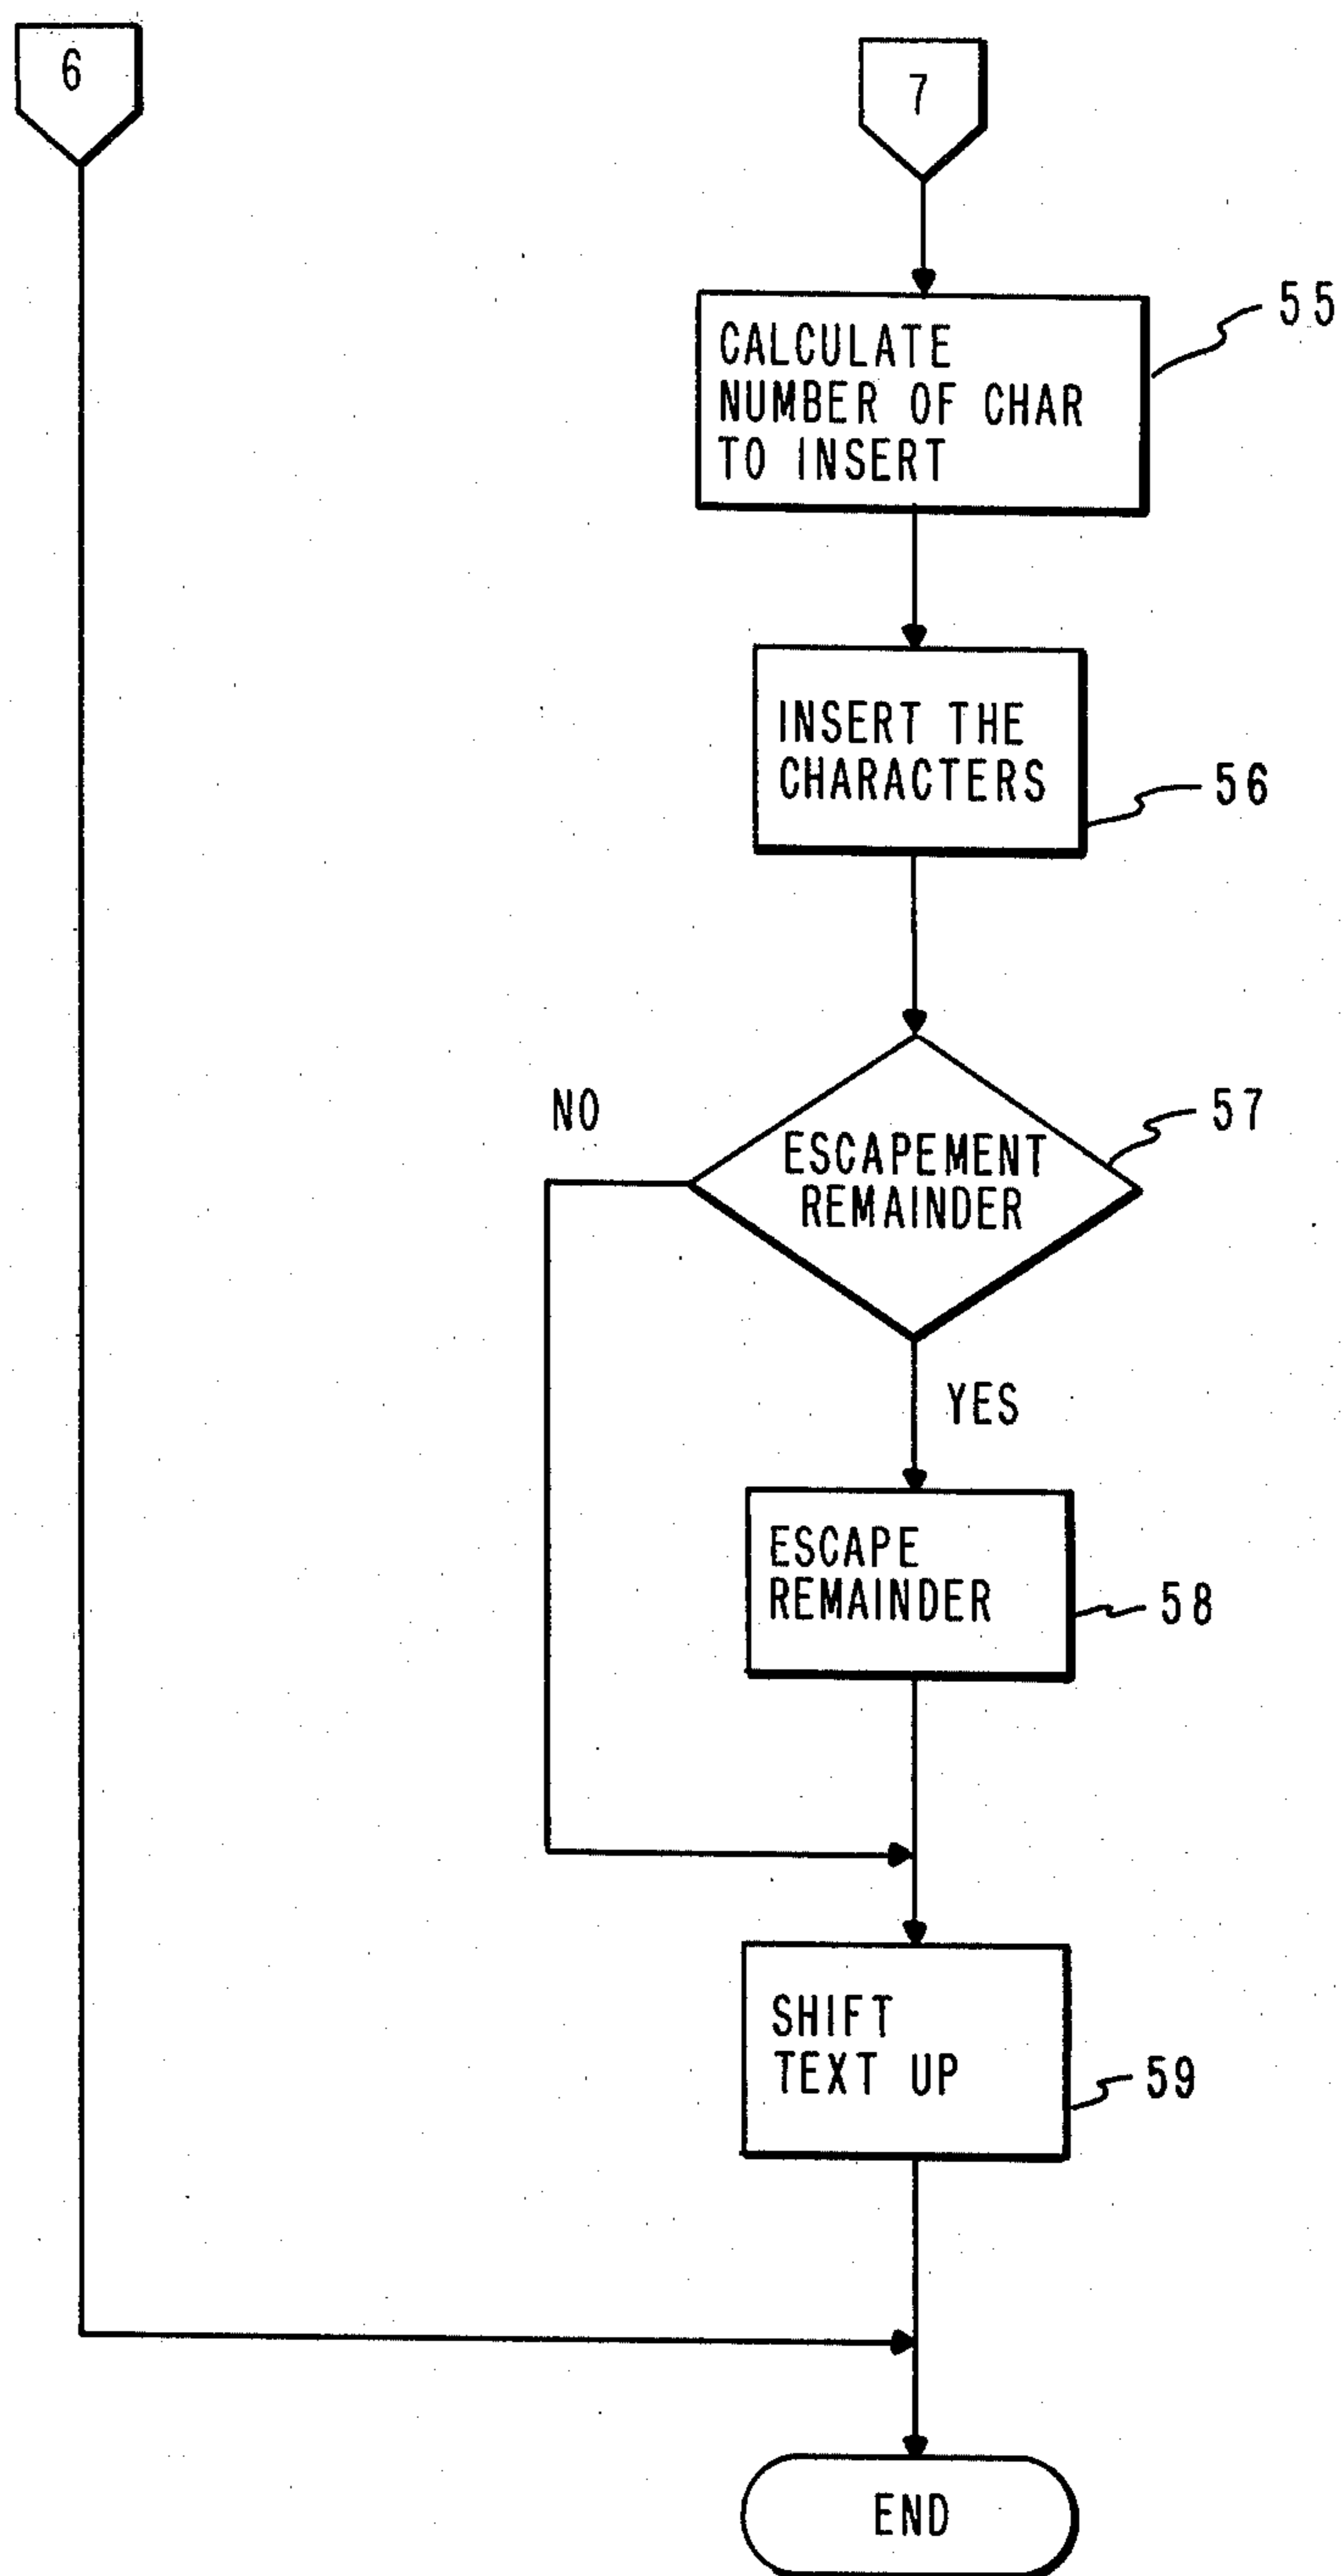 6
7
CALCULATE
NUMBER OF CHAR
TO INSERT
55
INSERT THE
CHARACTERS
56
NO
ESCAPEMENT
REMAINDER
57
YES
ESCAPE
REMAINDER
58
SHIFT
TEXT UP
59
END